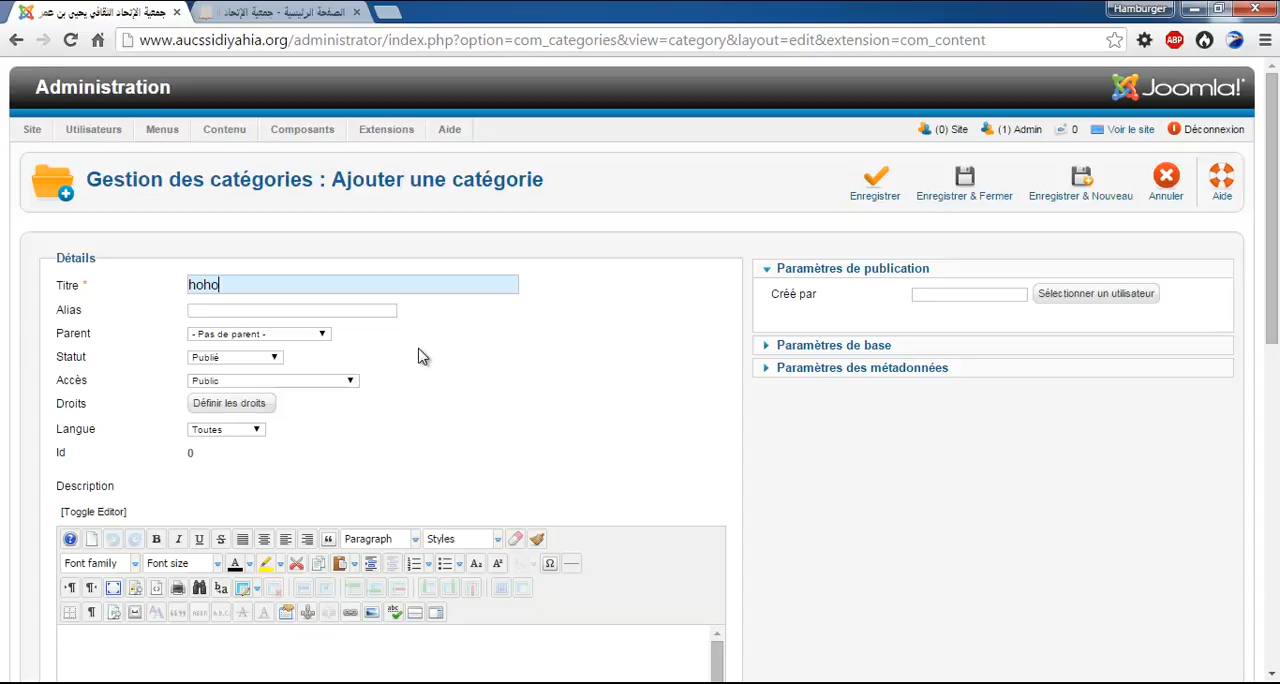 جمعية الإتحاد الثقافي يحيى بن عمر
الصفحة الرئيسية - جمعية الإتحاد
Hamburger
www.aucssidiyahia.org/administrator/index.php?option=com_categories&view=category&layout=edit&extension=com_content
ABP
Administration
Joomla!
Site Utilisateurs Menus Contenu Composants Extensions Aide
(0) Site (1) Admin 0 Voir le site Déconnexion
Gestion des catégories : Ajouter une catégorie
Enregistrer Enregistrer & Fermer Enregistrer & Nouveau Annuler Aide
Détails
Titre * hoho
Alias
Parent - Pas de parent -
Statut Publié
Accès Public
Droits Définir les droits
Langue Toutes
Id 0
Description
[Toggle Editor]
B I U S Paragraph Styles
Font family Font size A
Paramètres de publication
Créé par Sélectionner un utilisateur
Paramètres de base
Paramètres des métadonnées